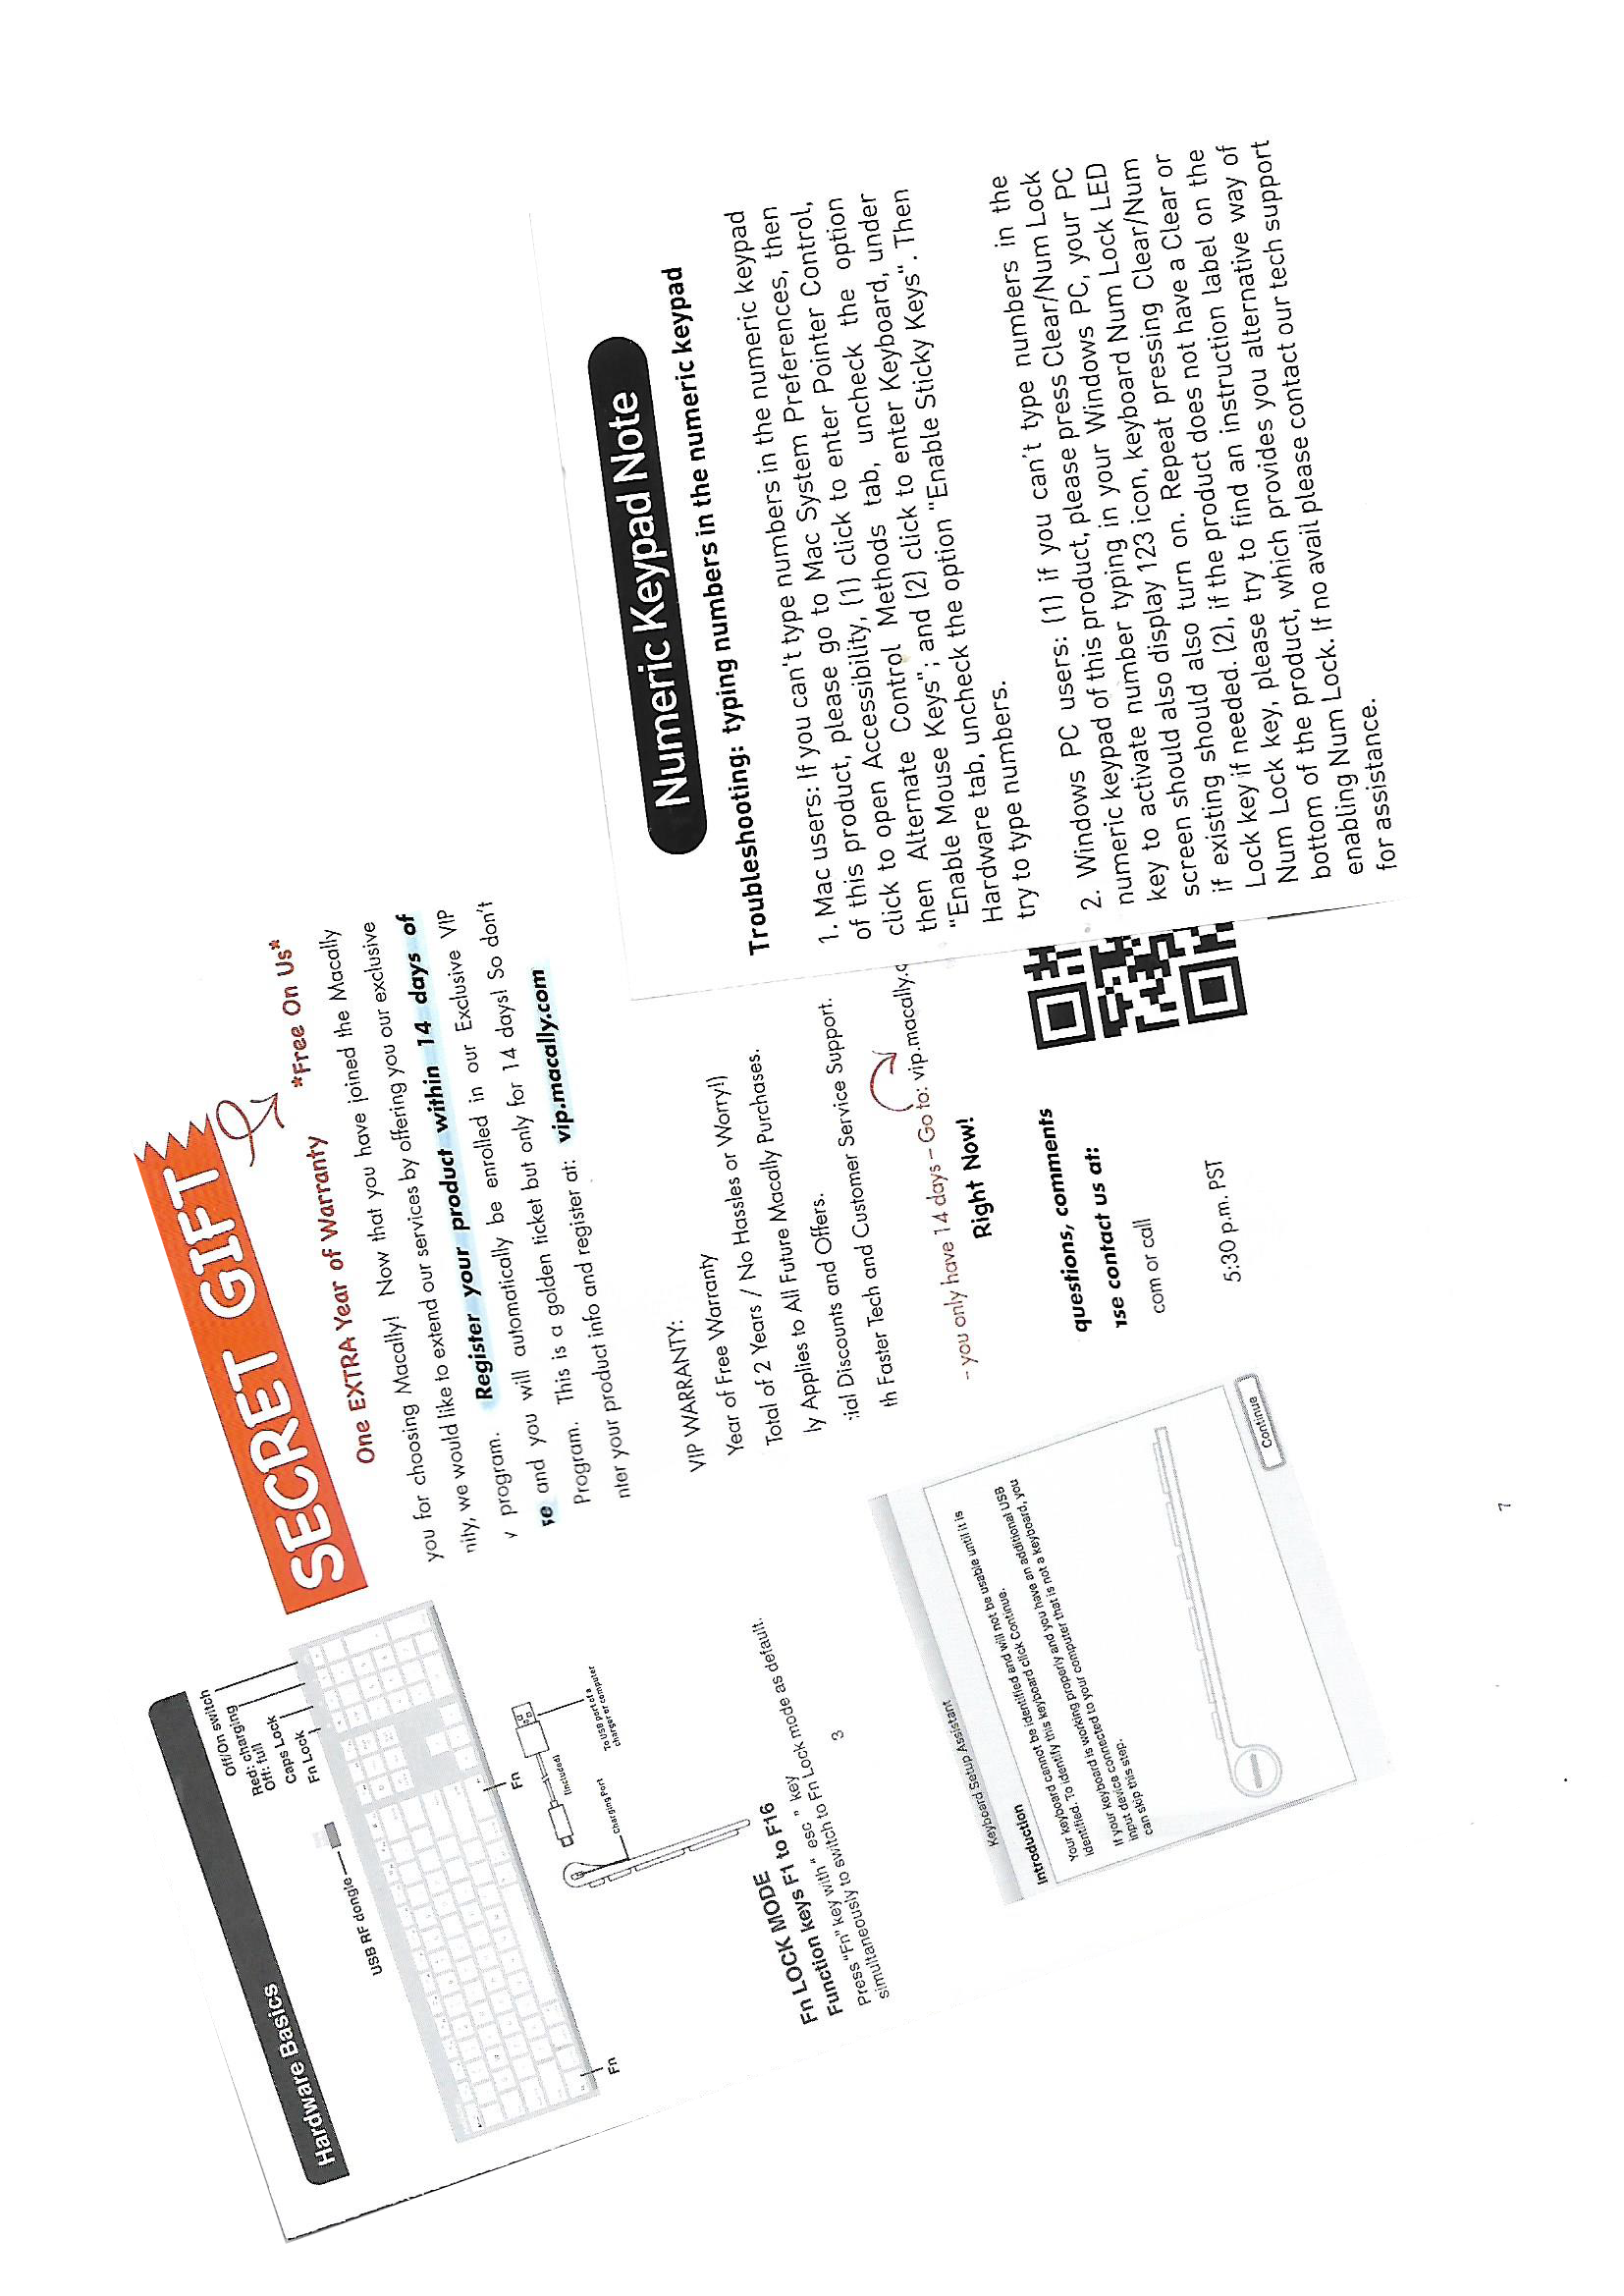 Hardware Basics
Off/On switch
Red: charging
Off: full
Caps Lock
Fn Lock
USB RF dongle
Fn
Fn
(included)
To USB port of a
charger or computer
Charging Port
Fn LOCK MODE
Function keys F1 to F16
Function key with " esc " key
Press "Fn" key to switch to Fn Lock mode as default.
simultaneously
3
SECRET GIFT
*Free On Us*
One EXTRA Year of Warranty
you for choosing Macally! Now that you have joined the Macally
nity, we would like to extend our services by offering you our exclusive
program. Register your product within 14 days of
se and you will automatically be enrolled in our Exclusive VIP
Program. This is a golden ticket but only for 14 days! So don't
nter your product info and register at: vip.macally.com
VIP WARRANTY:
Year of Free Warranty
Total of 2 Years / No Hassles or Worry!)
ly Applies to All Future Macally Purchases.
ial Discounts and Offers.
th Faster Tech and Customer Service Support.
- you only have 14 days – Go to: vip.macally.c
Right Now!
questions, comments
ase contact us at:
com or call
5:30 p.m. PST
Keyboard Setup Assistant
Introduction
Your keyboard cannot be identified and will not be usable until it is
identified. To identify this keyboard click Continue.
If your keyboard is working properly and you have an additional USB
input device connected to your computer that is not a keyboard, you
can skip this step.
Continue
7
Numeric Keypad Note
Troubleshooting: typing numbers in the numeric keypad
1. Mac users: If you can't type numbers in the numeric keypad
of this product, please go to Mac System Preferences, then
click to open Accessibility, (1) click to enter Pointer Control,
then Alternate Control Methods tab, uncheck the option
"Enable Mouse Keys"; and (2) click to enter Keyboard, under
Hardware tab, uncheck the option "Enable Sticky Keys". Then
try to type numbers.
2. Windows PC users: (1) if you can't type numbers in the
numeric keypad of this product, please press Clear/Num Lock
key to activate number typing in your Windows PC, your PC
screen should also display 123 icon, keyboard Num Lock LED
if existing should also turn on. Repeat pressing Clear/Num
Lock key if needed. (2), if the product does not have a Clear or
Num Lock key, please try to find an instruction label on the
bottom of the product, which provides you alternative way of
enabling Num Lock. If no avail please contact our tech support
for assistance.